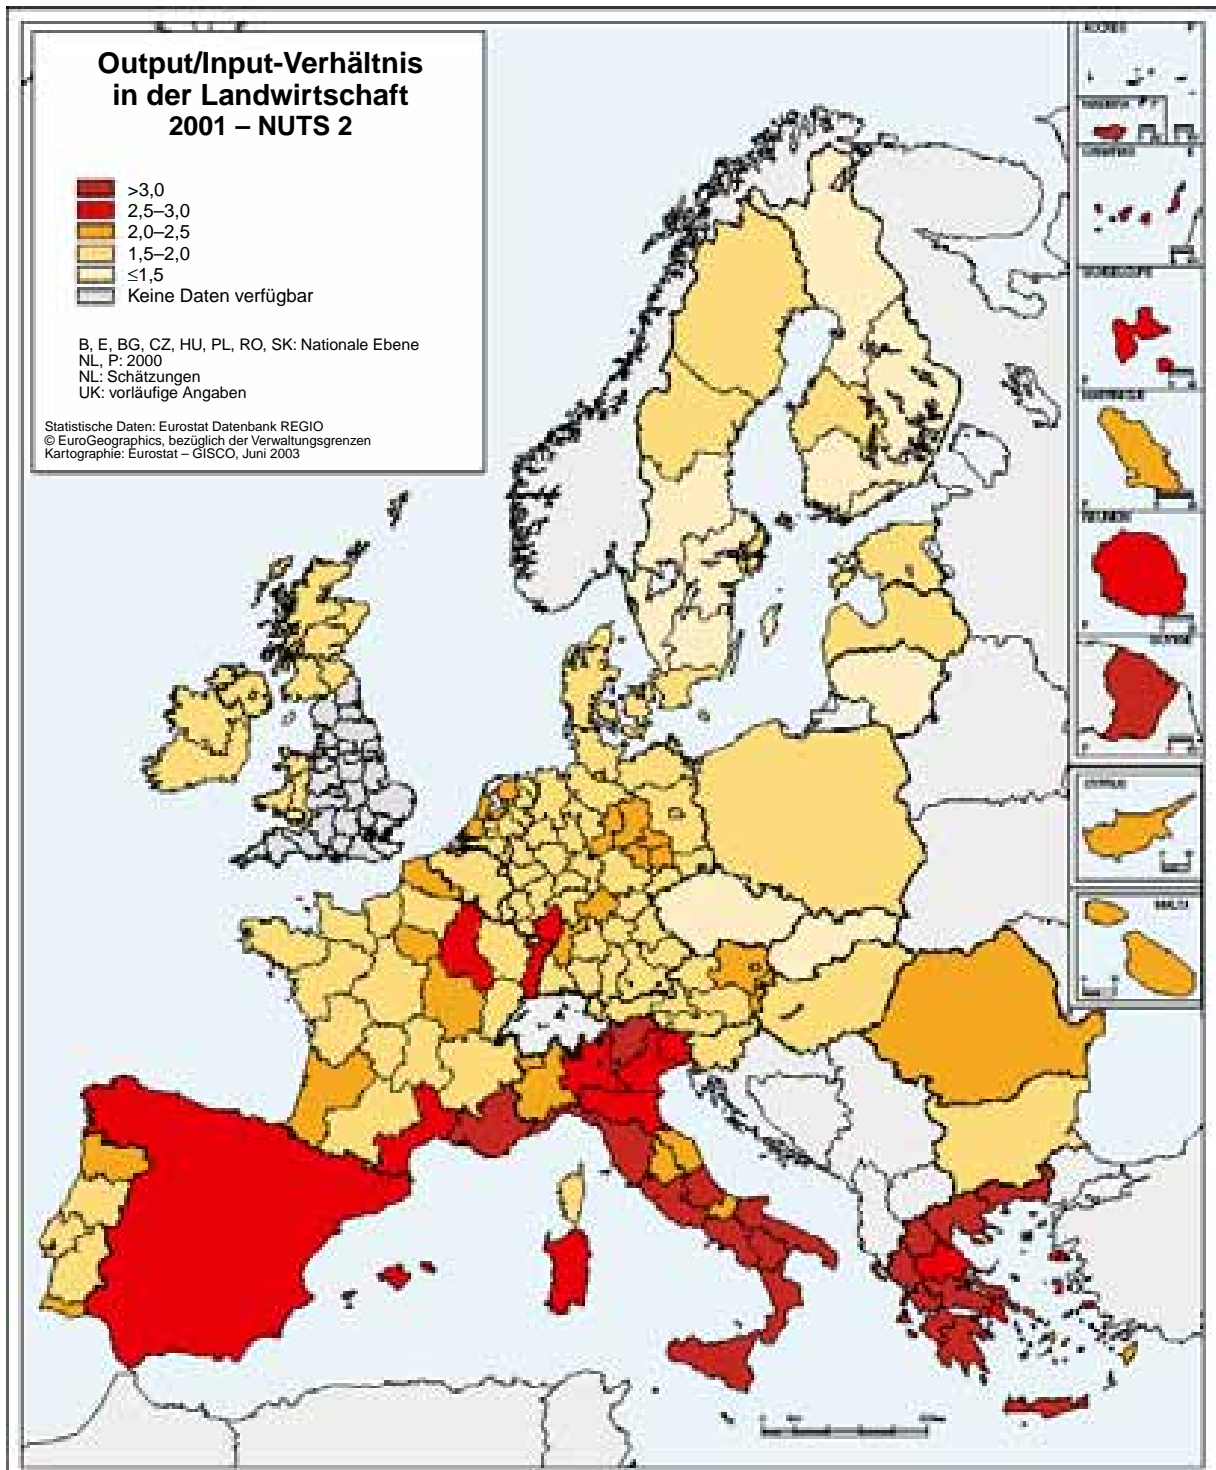 Output/Input-Verhältnis
in der Landwirtschaft
2001 – NUTS 2
>3,0
2,5–3,0
2,0–2,5
1,5–2,0
≤1,5
Keine Daten verfügbar
B, E, BG, CZ, HU, PL, RO, SK: Nationale Ebene
NL, P: 2000
NL: Schätzungen
UK: vorläufige Angaben
Statistische Daten: Eurostat Datenbank REGIO
© EuroGeographics, bezüglich der Verwaltungsgrenzen
Kartographie: Eurostat – GISCO, Juni 2003